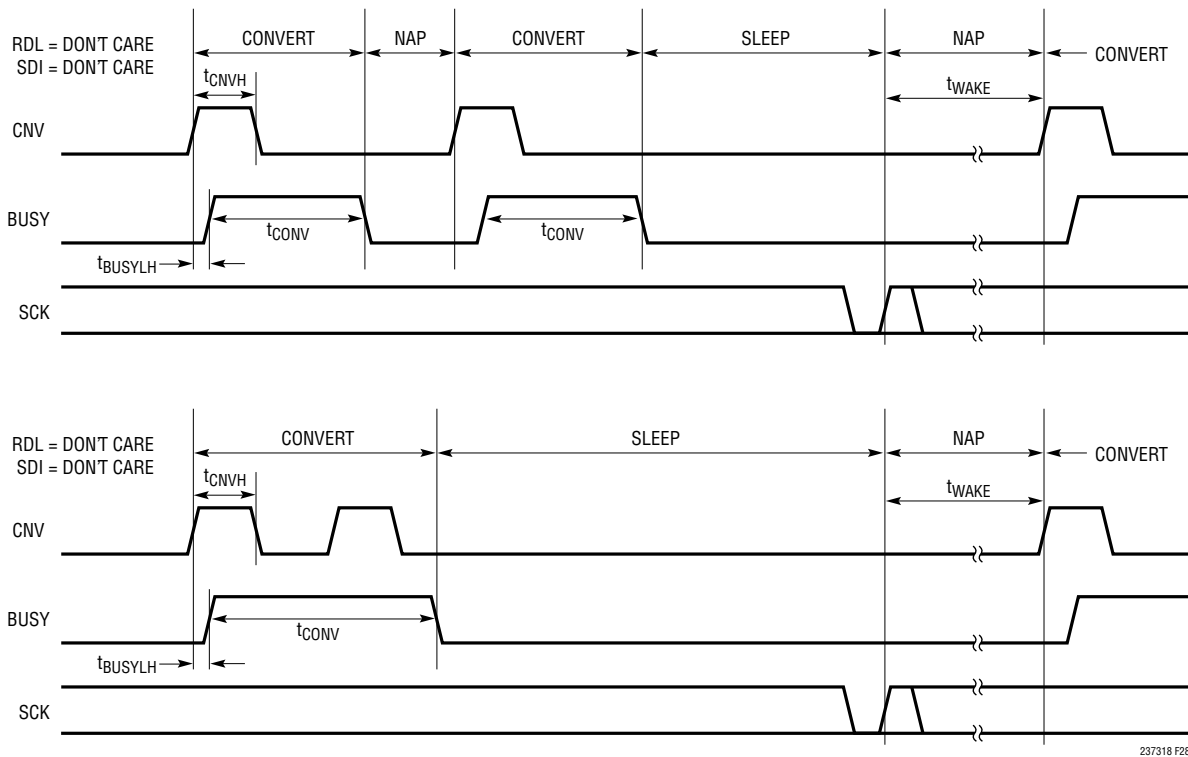 CONVERT NAP CONVERT SLEEP NAP CONVERT
RDL = DON'T CARE
SDI = DON'T CARE
tCNVH
tWAKE
CNV
BUSY
tCONV tCONV
tBUSYLH
SCK
CONVERT SLEEP NAP CONVERT
RDL = DON'T CARE
SDI = DON'T CARE
tCNVH
tWAKE
CNV
BUSY
tCONV
tBUSYLH
SCK
237318 F28